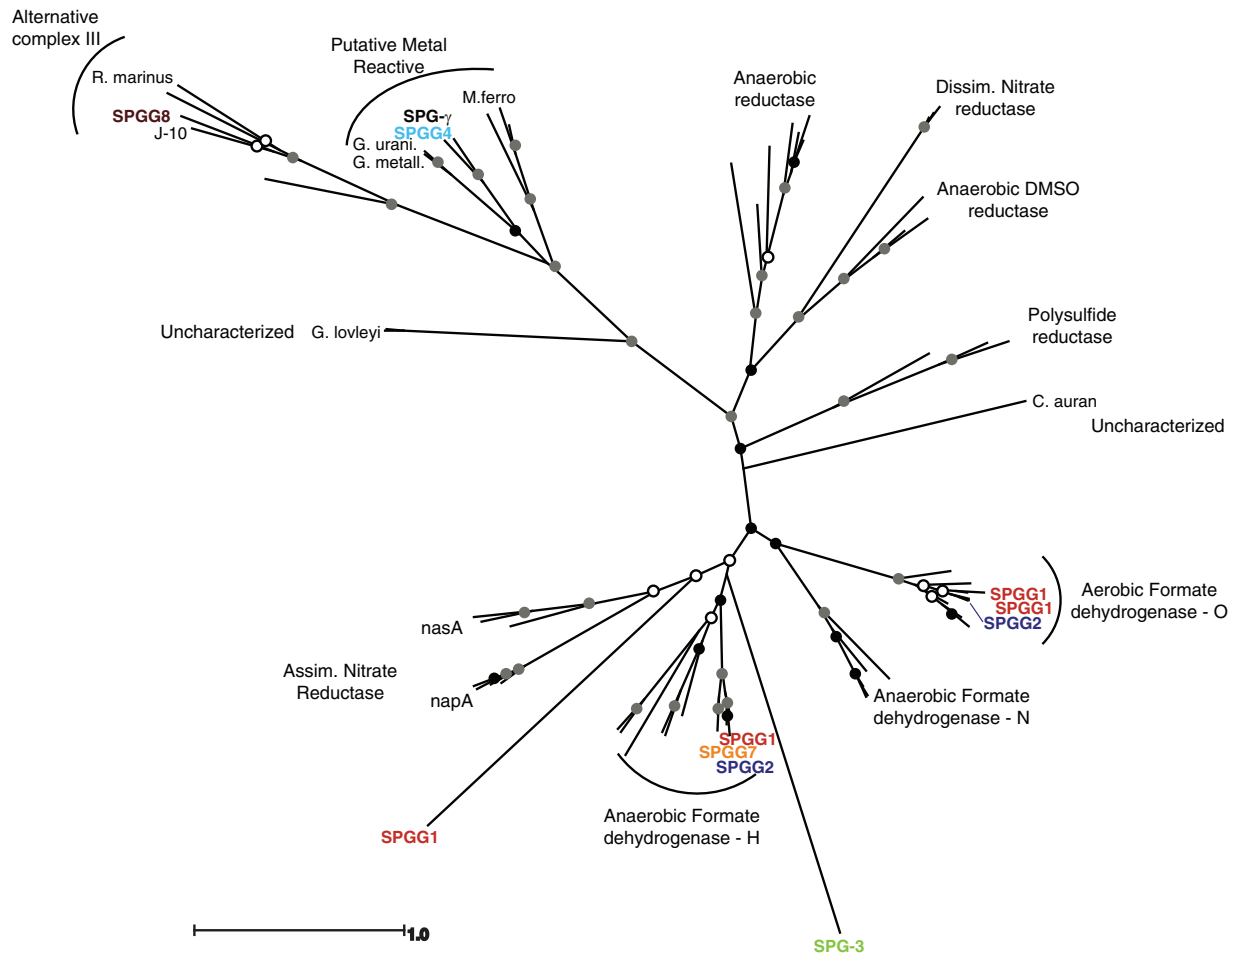 Alternative
complex III
R. marinus
SPGG8
J-10
Putative Metal
Reactive
M.ferro
SPG-γ
SPGG4
G. urani.
G. metall.
Anaerobic
reductase
Dissim. Nitrate
reductase
Anaerobic DMSO
reductase
Polysulfide
reductase
C. auran
Uncharacterized
Uncharacterized
G. lovleyi
SPGG1
SPGG1
SPGG2
Aerobic Formate
dehydrogenase - O
nasA
Assim. Nitrate
Reductase
napA
Anaerobic Formate
dehydrogenase - N
SPGG1
SPGG7
SPGG2
Anaerobic Formate
dehydrogenase - H
SPGG1
1.0
SPG-3